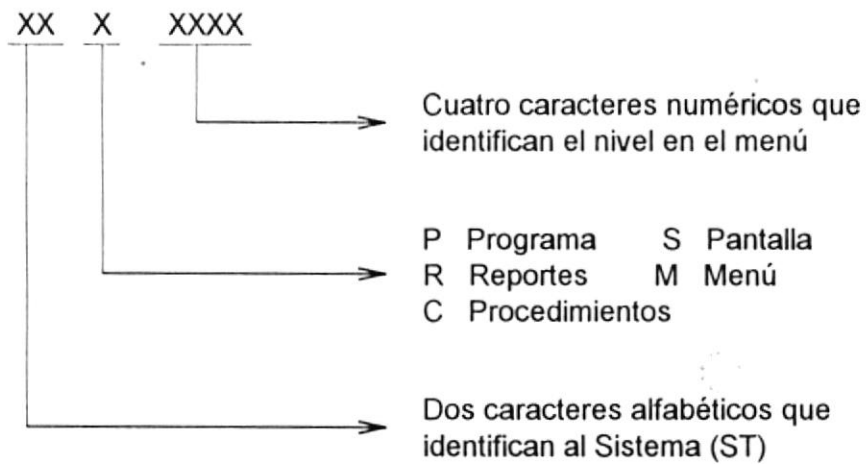 XX X XXXX
Cuatro caracteres numéricos que
identifican el nivel en el menú
P Programa S Pantalla
R Reportes M Menú
C Procedimientos
Dos caracteres alfabéticos que
identifican al Sistema (ST)